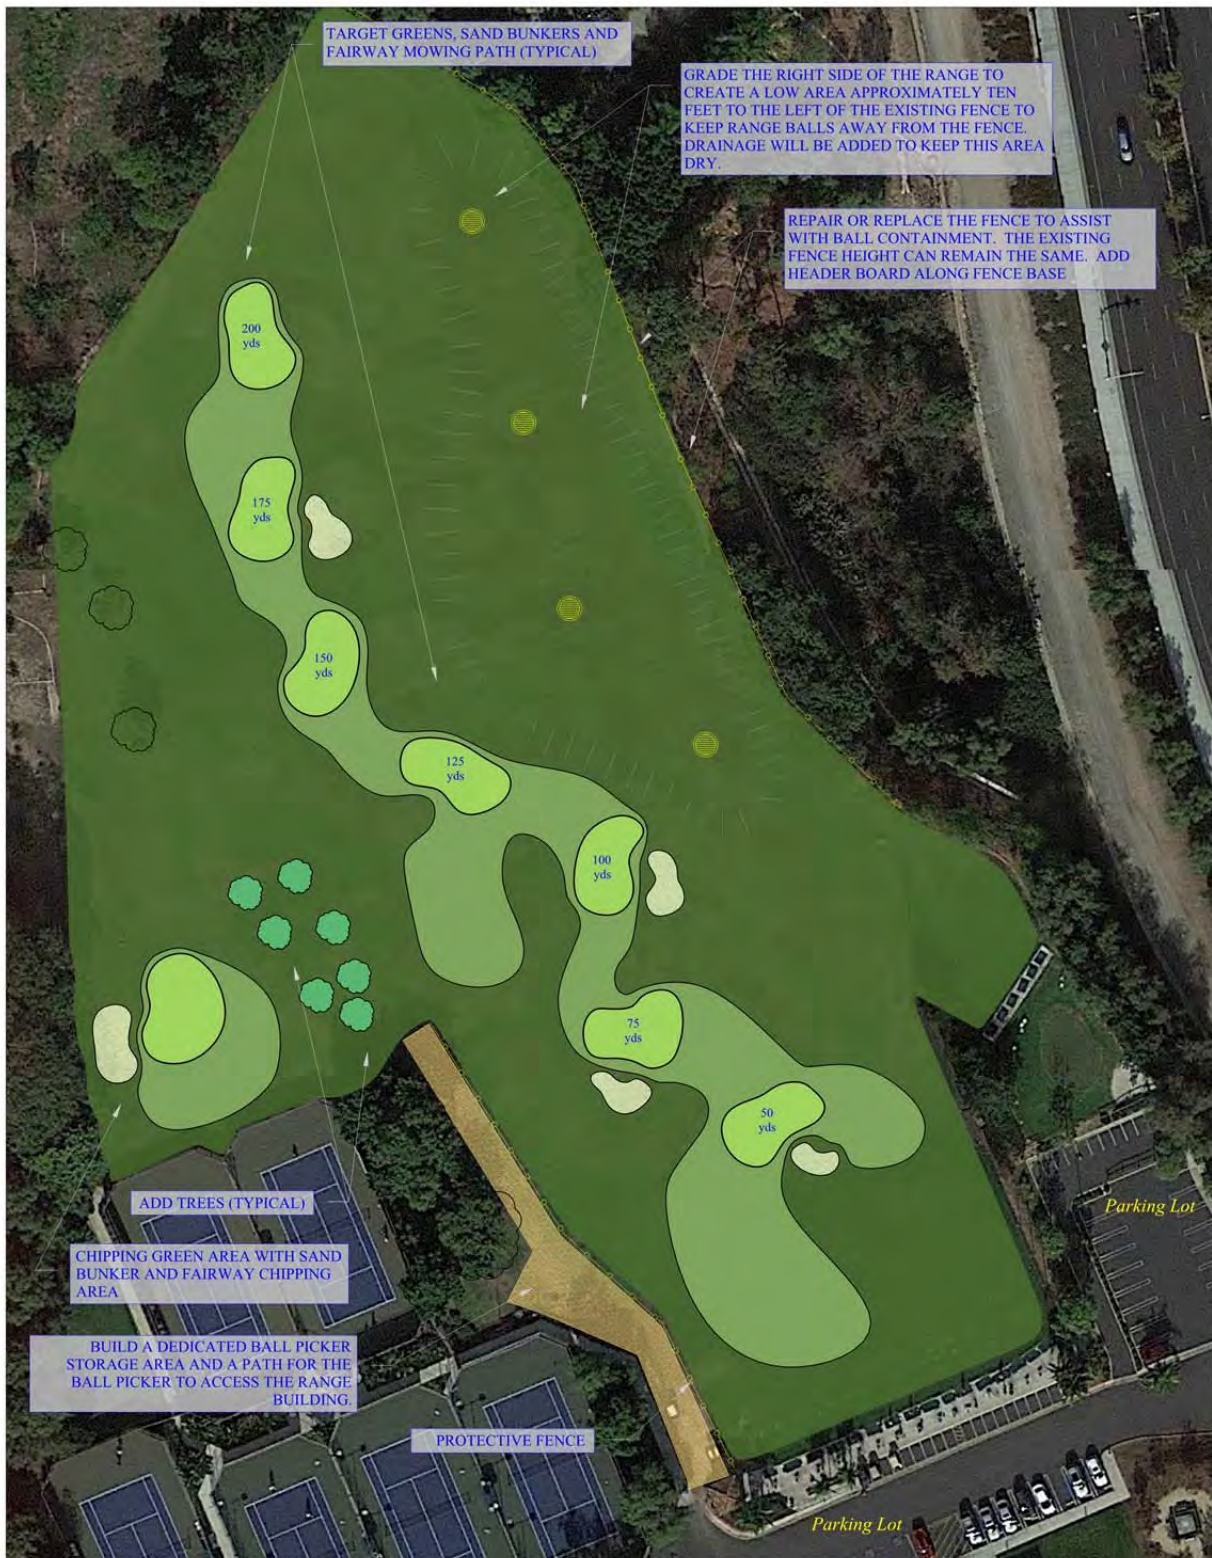 TARGET GREENS, SAND BUNKERS AND
FAIRWAY MOWING PATH (TYPICAL)
GRADE THE RIGHT SIDE OF THE RANGE TO
CREATE A LOW AREA APPROXIMATELY TEN
FEET TO THE LEFT OF THE EXISTING FENCE TO
KEEP RANGE BALLS AWAY FROM THE FENCE.
DRAINAGE WILL BE ADDED TO KEEP THIS AREA
DRY.
REPAIR OR REPLACE THE FENCE TO ASSIST
WITH BALL CONTAINMENT. THE EXISTING
FENCE HEIGHT CAN REMAIN THE SAME. ADD
HEADER BOARD ALONG FENCE BASE
200
yds
175
yds
150
yds
125
yds
100
yds
75
yds
50
yds
Parking Lot
ADD TREES (TYPICAL)
CHIPPING GREEN AREA WITH SAND
BUNKER AND FAIRWAY CHIPPING
AREA
BUILD A DEDICATED BALL PICKER
STORAGE AREA AND A PATH FOR THE
BALL PICKER TO ACCESS THE RANGE
BUILDING.
PROTECTIVE FENCE
Parking Lot